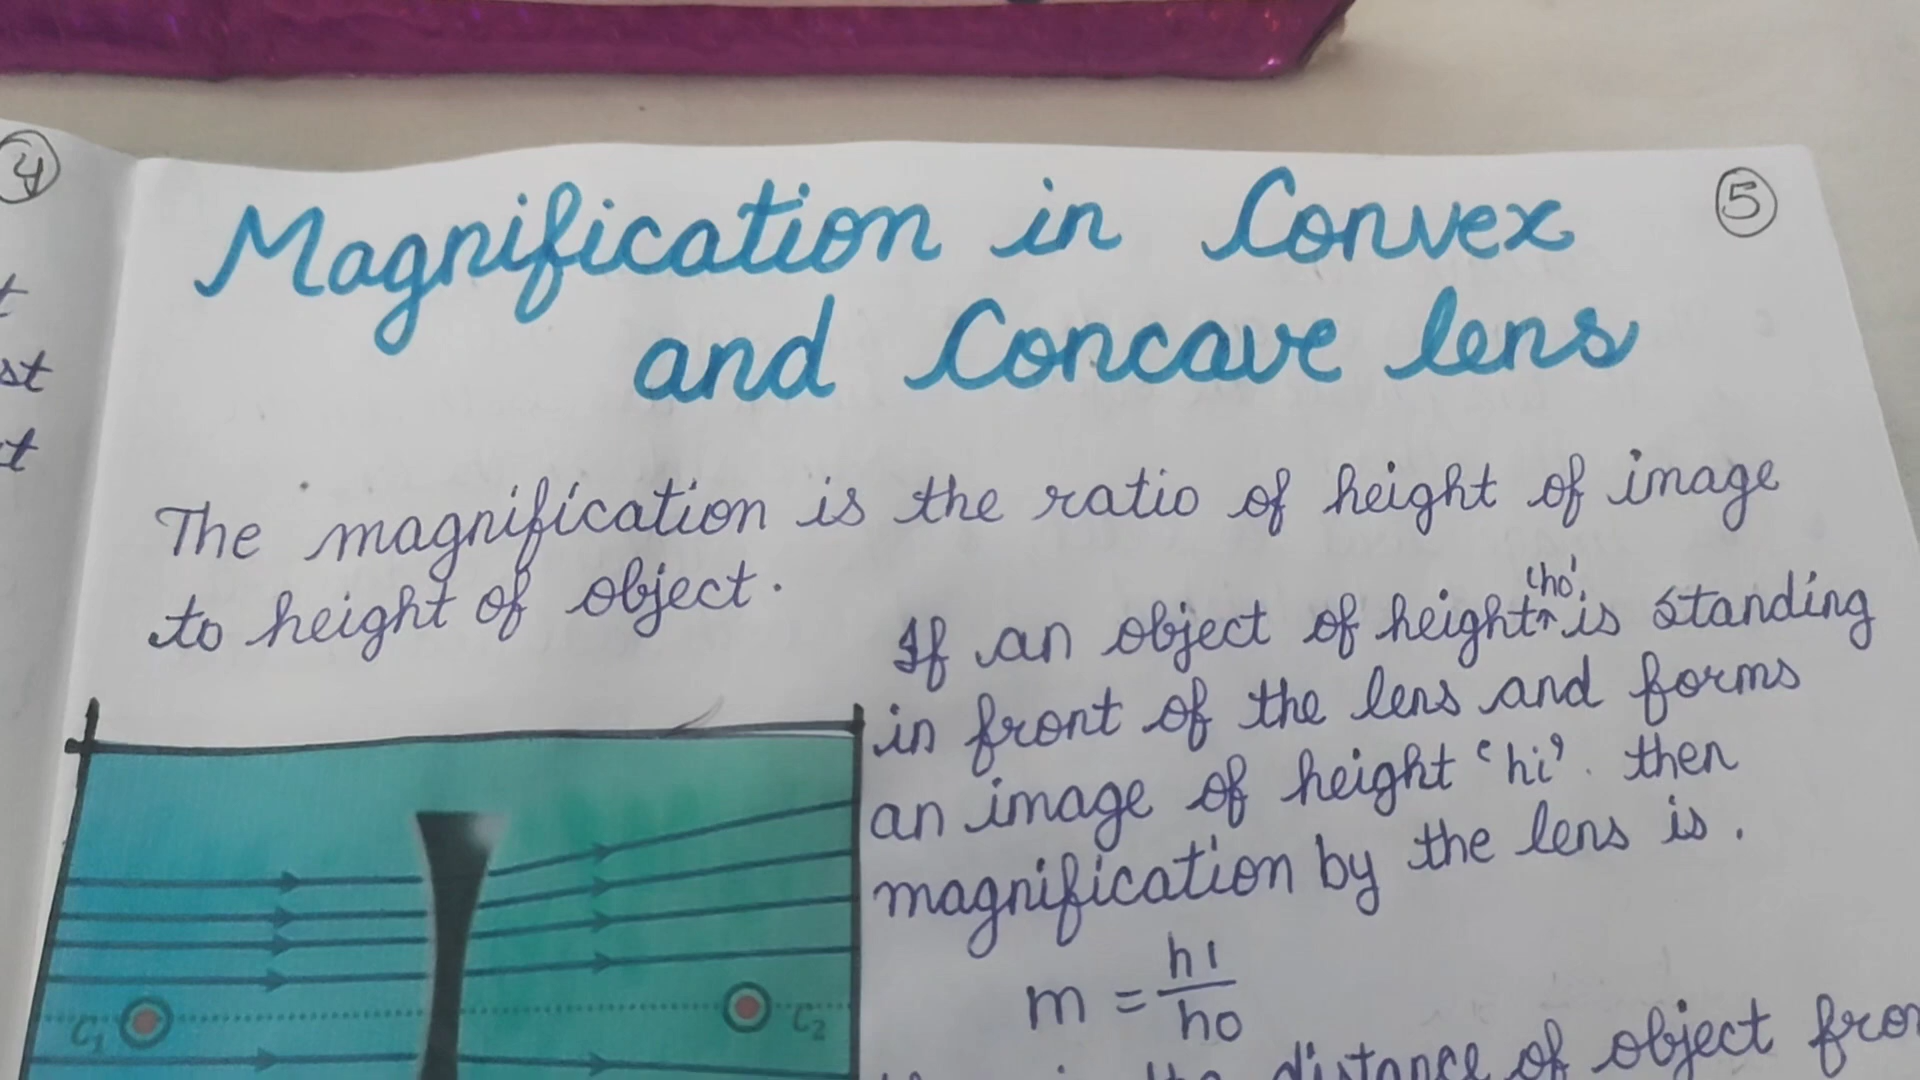 4
t
st
t
5
Magnification in Convex
and Concave lens
The magnification is the ratio of height of image
to height of object.
If an object of height 'ho' is standing
in front of the lens and forms
an image of height 'hi'. then
magnification by the lens is.
m = hi/ho
distance of object from
C1
C2